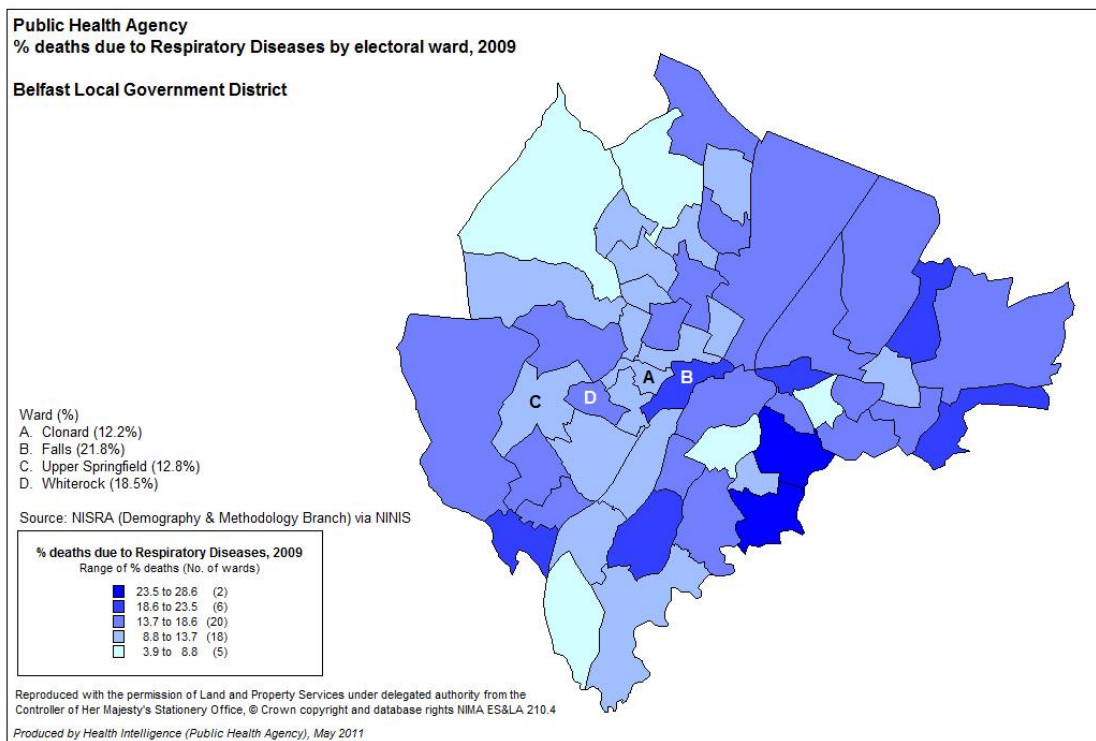 Public Health Agency
% deaths due to Respiratory Diseases by electoral ward, 2009
Belfast Local Government District
A
B
C
D
Ward (%)
A. Clonard (12.2%)
B. Falls (21.8%)
C. Upper Springfield (12.8%)
D. Whiterock (18.5%)
Source: NISRA (Demography & Methodology Branch) via NINIS
% deaths due to Respiratory Diseases, 2009
Range of % deaths (No. of wards)
23.5 to 28.6 (2)
18.6 to 23.5 (6)
13.7 to 18.6 (20)
8.8 to 13.7 (18)
3.9 to 8.8 (5)
Reproduced with the permission of Land and Property Services under delegated authority from the
Controller of Her Majesty's Stationery Office, © Crown copyright and database rights NIMA ES&LA 210.4
Produced by Health Intelligence (Public Health Agency), May 2011